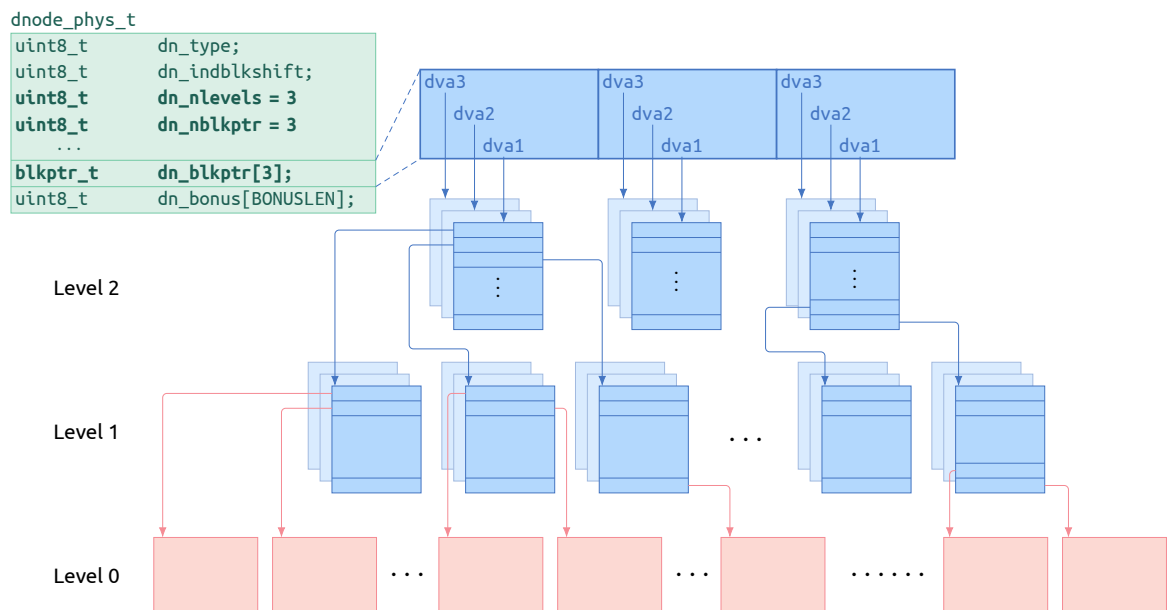 dnode_phys_t
uint8_t dn_type;
uint8_t dn_indblkshift;
uint8_t dn_nlevels = 3
uint8_t dn_nblkptr = 3
...
blkptr_t dn_blkptr[3];
uint8_t dn_bonus[BONUSLEN];
dva3 dva3 dva3
dva2 dva2 dva2
dva1 dva1 dva1
Level 2
Level 1
...
Level 0
... ... ......